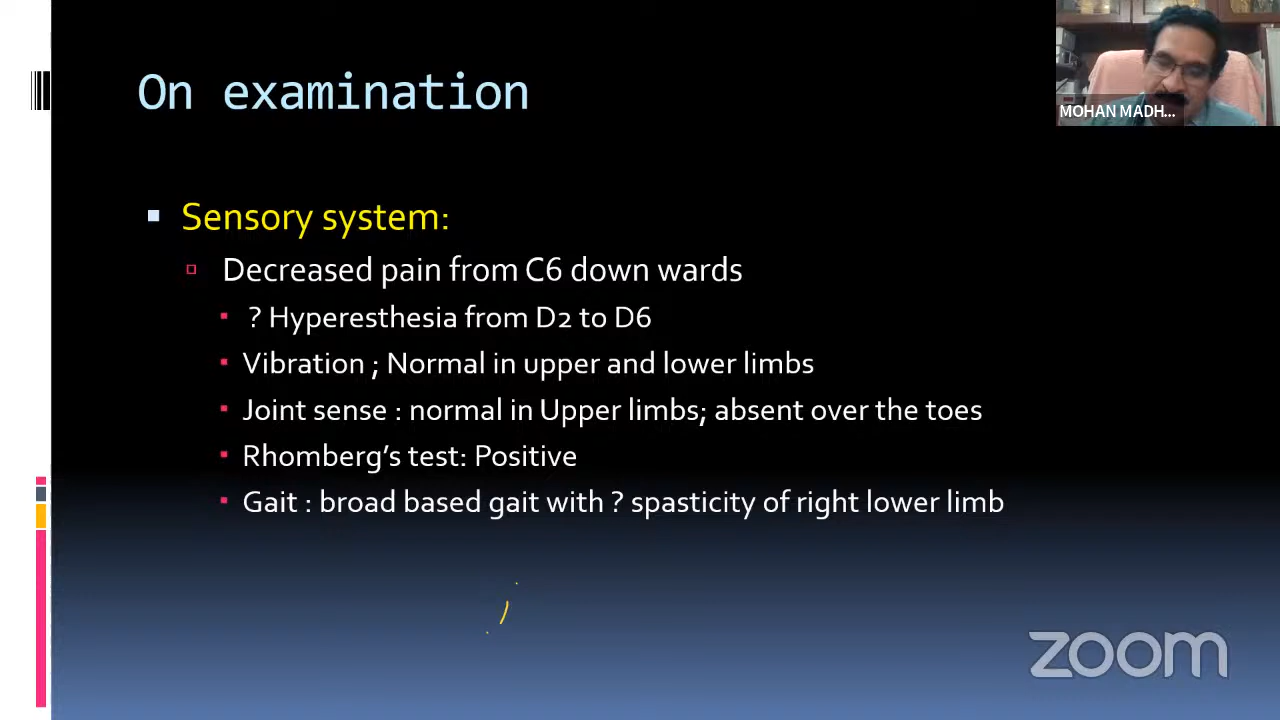 On examination
MOHAN MADH...
Sensory system:
Decreased pain from C6 down wards
? Hyperesthesia from D2 to D6
Vibration ; Normal in upper and lower limbs
Joint sense : normal in Upper limbs; absent over the toes
Rhomberg’s test: Positive
Gait : broad based gait with ? spasticity of right lower limb
zoom